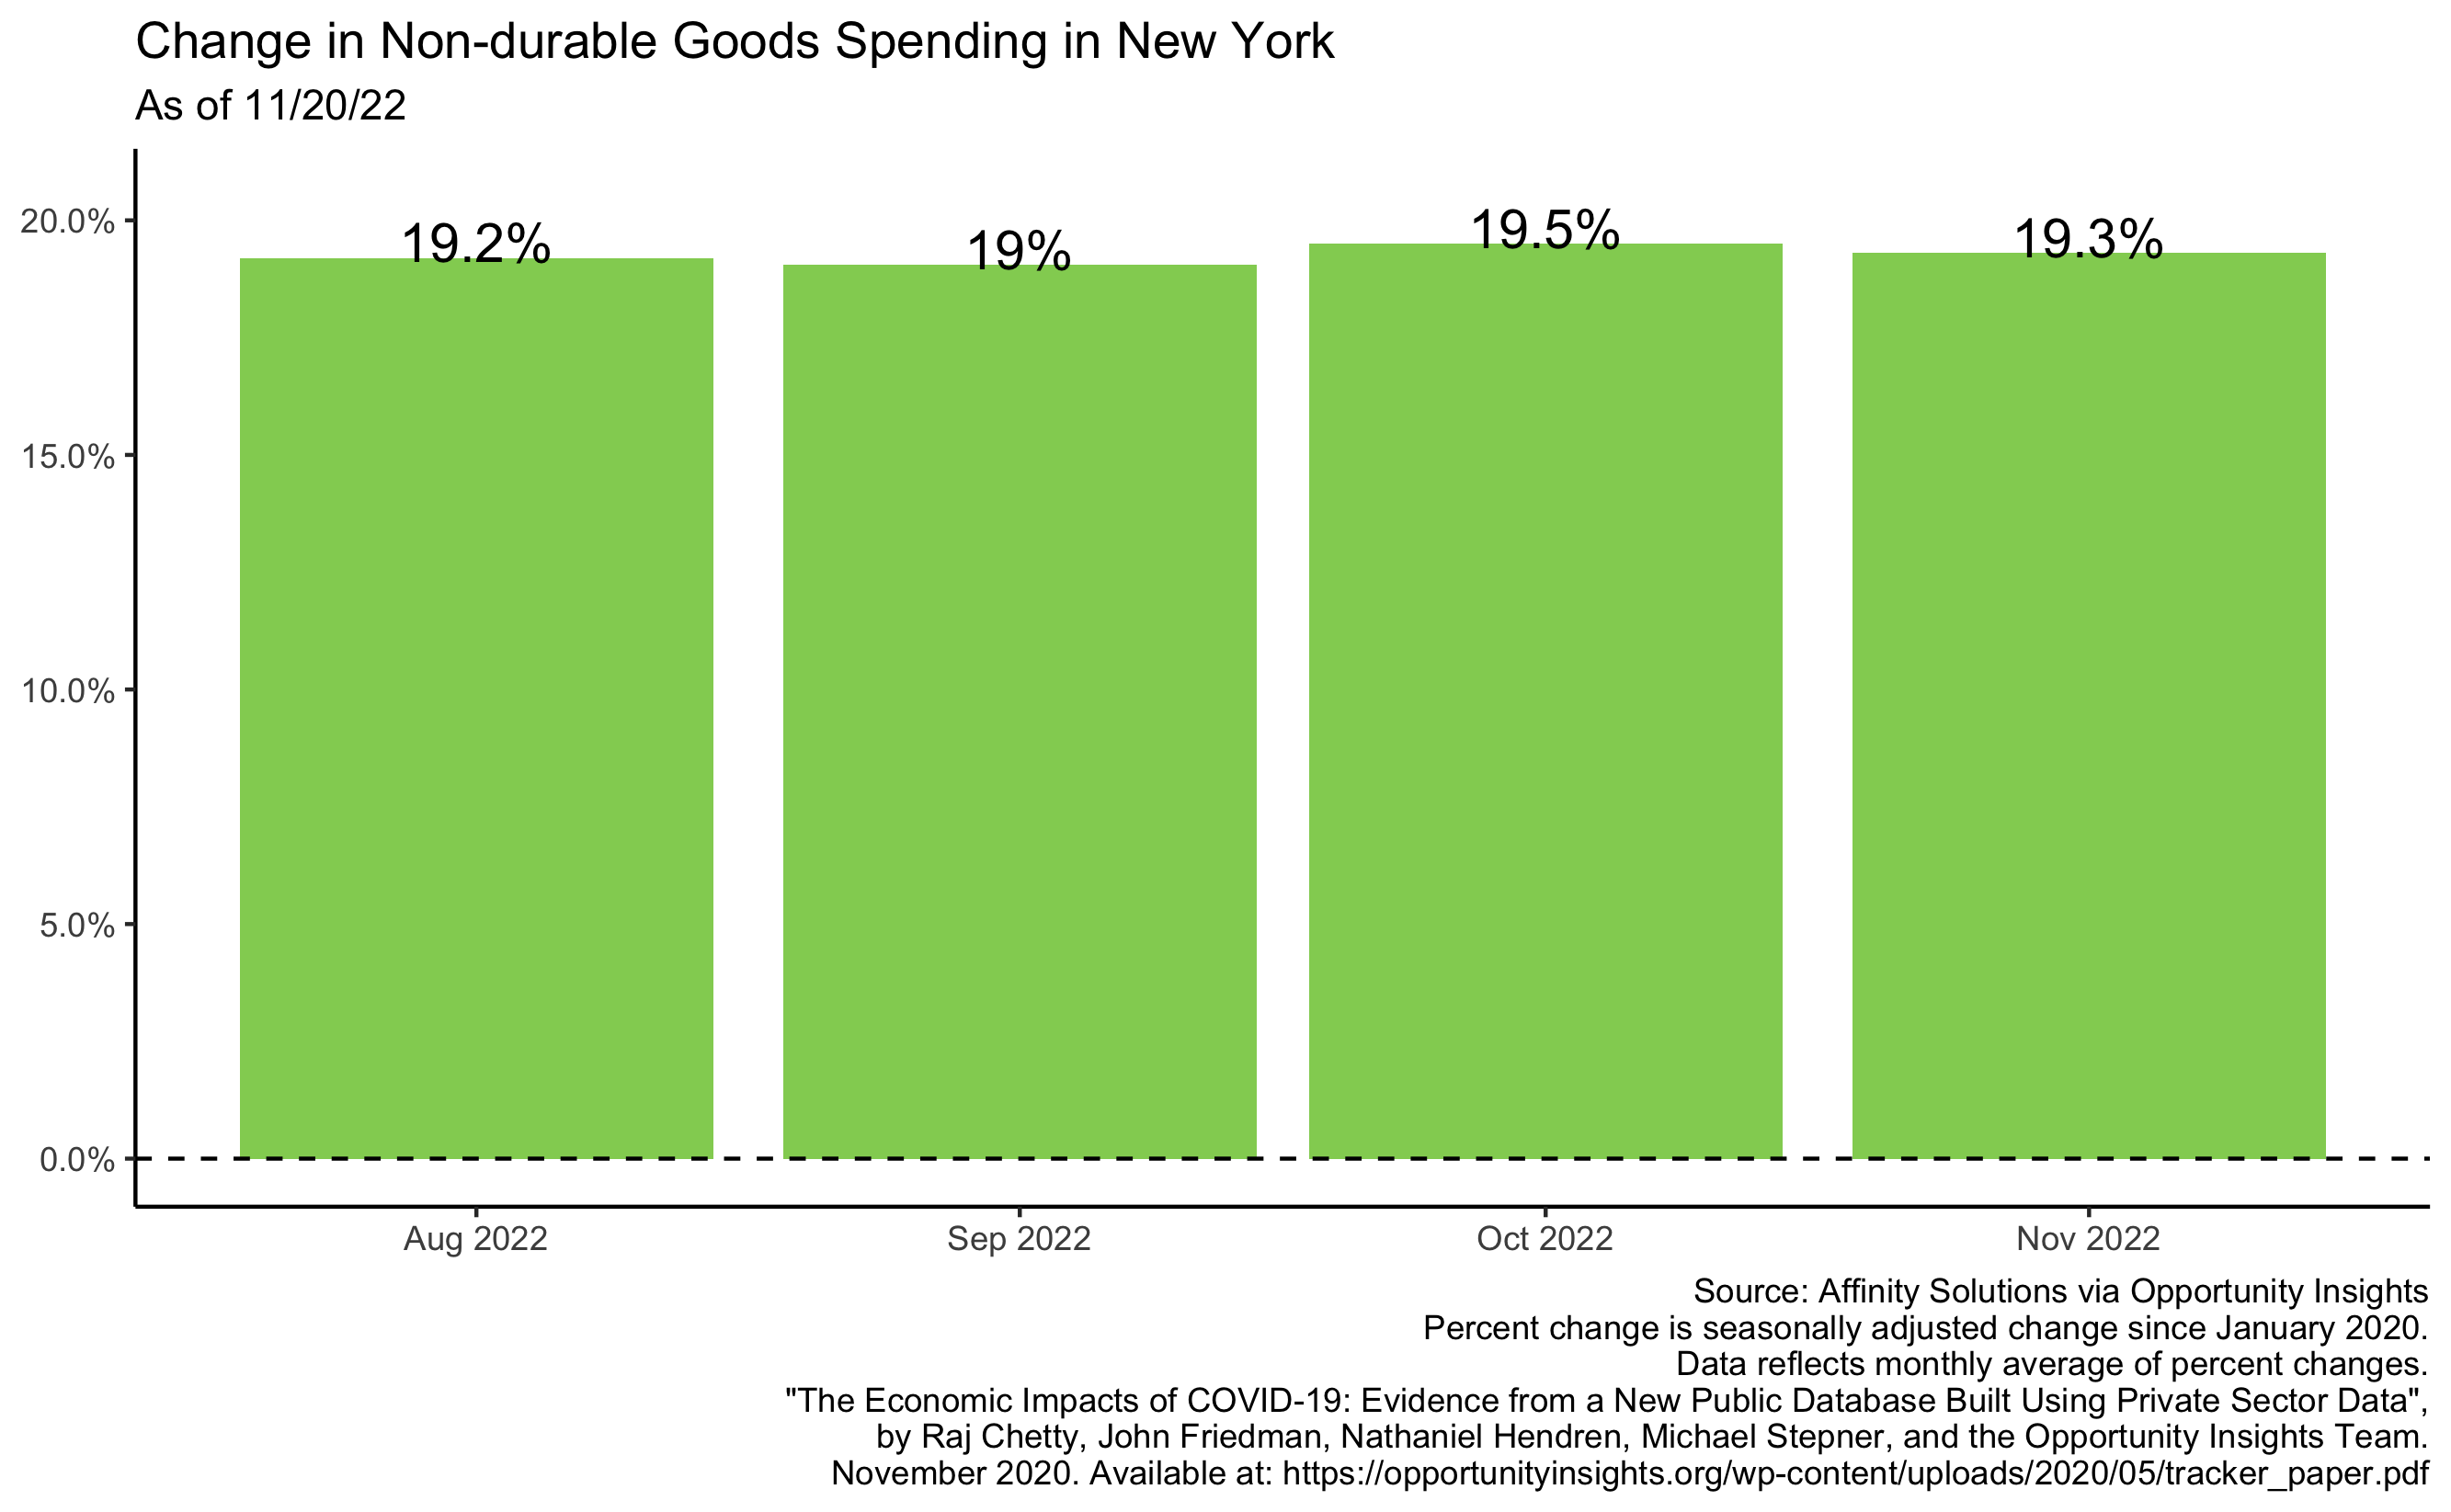 Change in Non-durable Goods Spending in New York
As of 11/20/22
20.0%
15.0%
10.0%
5.0%
0.0%
19.2%
19%
19.5%
19.3%
Aug 2022
Sep 2022
Oct 2022
Nov 2022
Source: Affinity Solutions via Opportunity Insights
Percent change is seasonally adjusted change since January 2020.
Data reflects monthly average of percent changes.
"The Economic Impacts of COVID-19: Evidence from a New Public Database Built Using Private Sector Data",
by Raj Chetty, John Friedman, Nathaniel Hendren, Michael Stepner, and the Opportunity Insights Team.
November 2020. Available at: https://opportunityinsights.org/wp-content/uploads/2020/05/tracker_paper.pdf